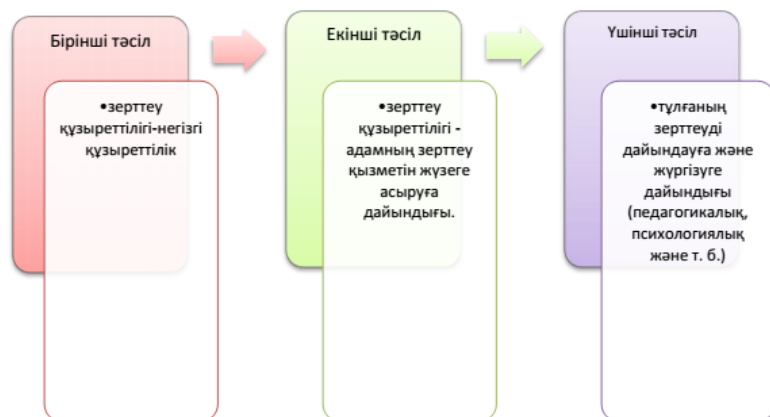 Бірінші тәсіл
•зерттеу
құзыреттілігі-негізгі
құзыреттілік
Екінші тәсіл
•зерттеу
құзыреттілігі -
адамның зерттеу
қызметін жүзеге
асыруға
дайындығы.
Үшінші тәсіл
•тұлғаның
зерттеуді
дайындауға және
жүргізуге
дайындығы
(педагогикалық,
психологиялық
және т. б.)